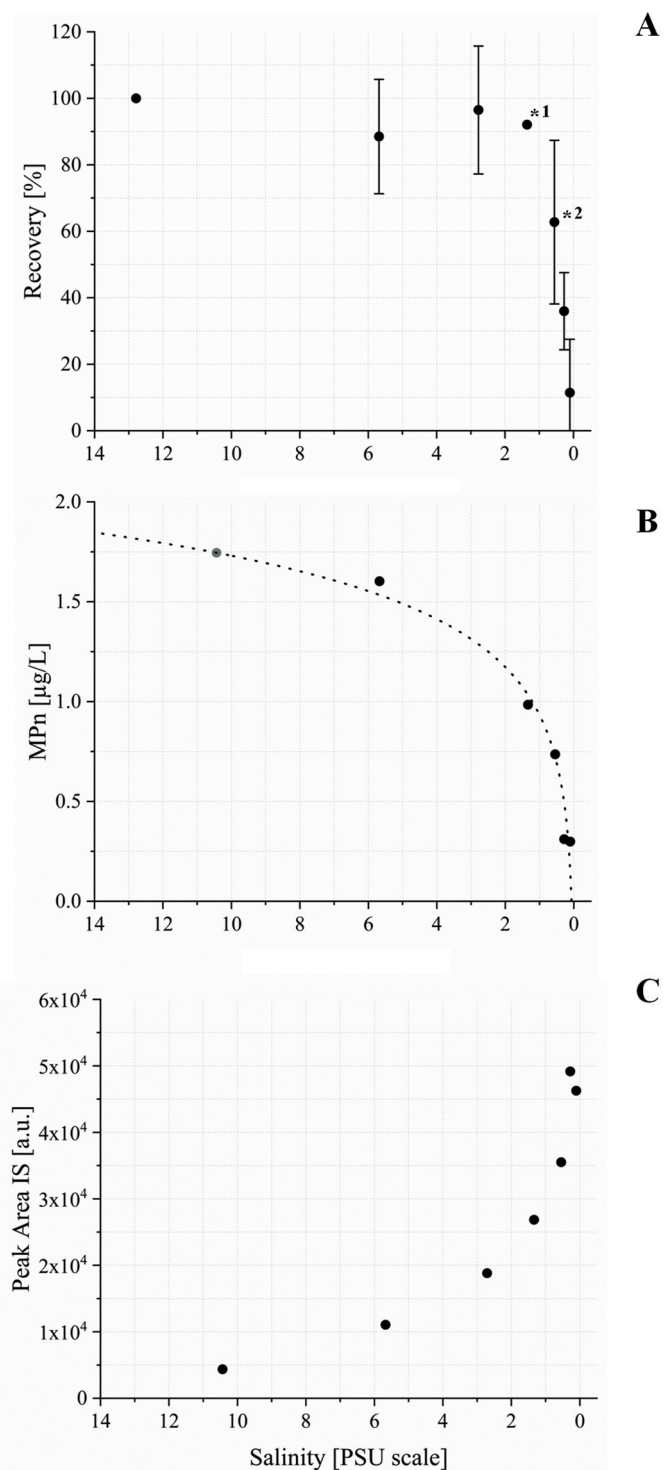 A
120
100
80
60
40
20
0
Recovery [%]
*1
*2
14 12 10 8 6 4 2 0
B
2.0
1.5
1.0
0.5
0.0
MPn [µg/L]
14 12 10 8 6 4 2 0
C
6x10⁴
5x10⁴
4x10⁴
3x10⁴
2x10⁴
1x10⁴
0
Peak Area IS [a.u.]
14 12 10 8 6 4 2 0
Salinity [PSU scale]